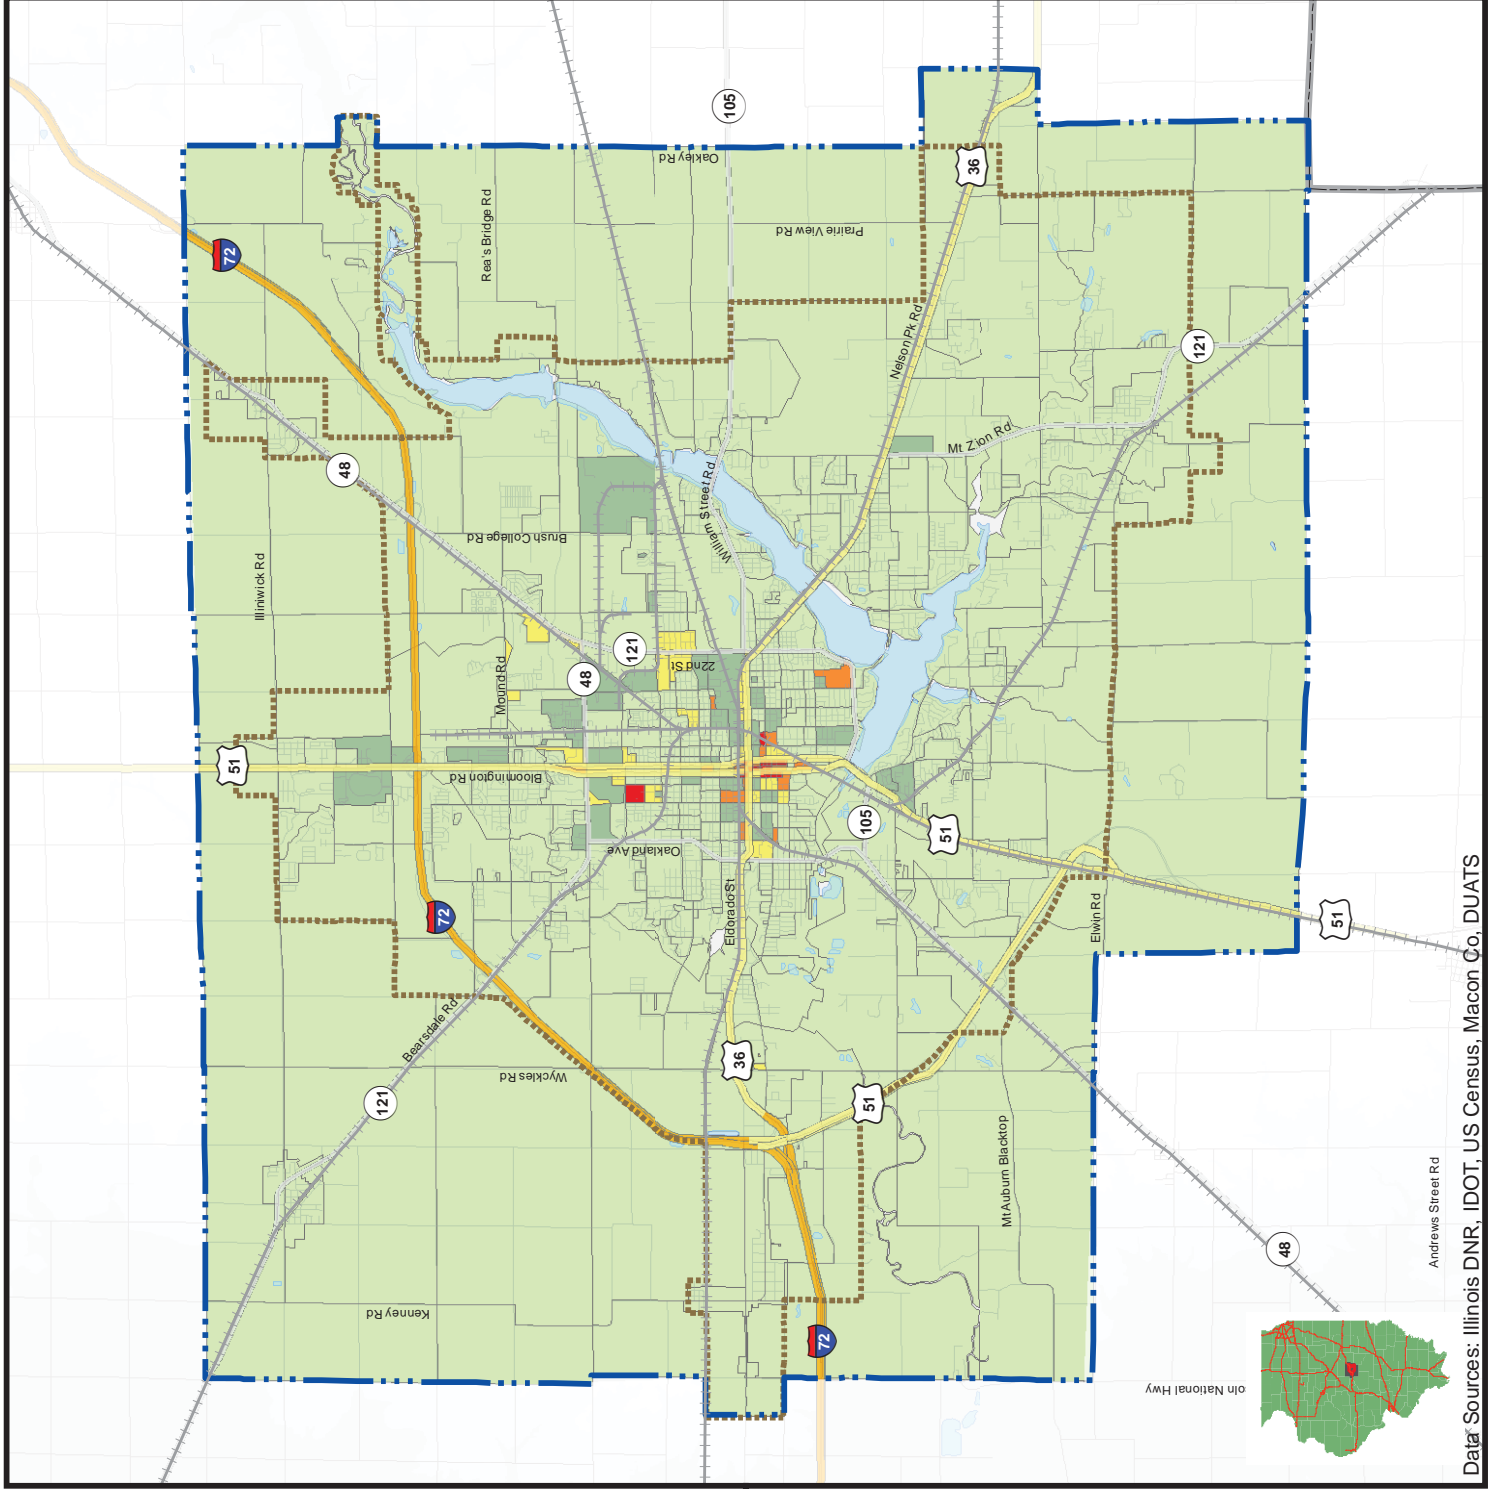 105
Oakley Rd
36
Rea's Bridge Rd
Prairie View Rd
72
Nelson Pk Rd
121
Mt Zion Rd
48
William Street Rd
Brush College Rd
Illiniwick Rd
121
22nd St
48
Mound Rd
51
Bloomington Rd
105
51
Oakland Ave
Eldorado St
72
Elwin Rd
51
Bearsdale Rd
36
Wyckles Rd
121
51
Mt Auburn Blacktop
Andrews Street Rd
48
Kenney Rd
72
oln National Hwy
Data Sources: Illinois DNR, IDOT, US Census, Macon Co, DUATS